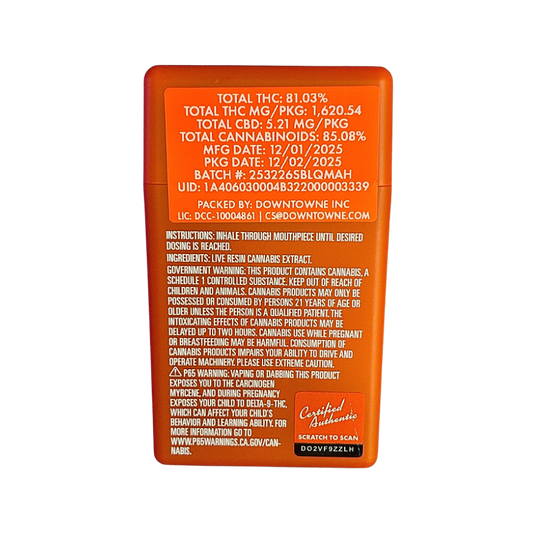 TOTAL THC: 81.03%
TOTAL THC MG/PKG: 1,620.54
TOTAL CBD: 5.21 MG/PKG
TOTAL CANNABINOIDS: 85.08%
MFG DATE: 12/01/2025
PKG DATE: 12/02/2025
BATCH #: 253226SBLQMAH
UID: 1A406030004B322000003339
PACKED BY: DOWNTOWNE INC
LIC: DCC-10004861 | CS@DOWNTOWNE.COM
INSTRUCTIONS: INHALE THROUGH MOUTHPIECE UNTIL DESIRED
DOSING IS REACHED.
INGREDIENTS: LIVE RESIN CANNABIS EXTRACT.
GOVERNMENT WARNING: THIS PRODUCT CONTAINS CANNABIS, A
SCHEDULE 1 CONTROLLED SUBSTANCE. KEEP OUT OF REACH OF
CHILDREN AND ANIMALS. CANNABIS PRODUCTS MAY ONLY BE
POSSESSED OR CONSUMED BY PERSONS 21 YEARS OF AGE OR
OLDER UNLESS THE PERSON IS A QUALIFIED PATIENT. THE
INTOXICATING EFFECTS OF CANNABIS PRODUCTS MAY BE
DELAYED UP TO TWO HOURS. CANNABIS USE WHILE PREGNANT
OR BREASTFEEDING MAY BE HARMFUL. CONSUMPTION OF
CANNABIS PRODUCTS IMPAIRS YOUR ABILITY TO DRIVE AND
OPERATE MACHINERY. PLEASE USE EXTREME CAUTION.
⚠ P65 WARNING: VAPING OR DABBING THIS PRODUCT
EXPOSES YOU TO THE CARCINOGEN
MYRCENE, AND DURING PREGNANCY
EXPOSES YOUR CHILD TO DELTA-9-THC,
WHICH CAN AFFECT YOUR CHILD'S
BEHAVIOR AND LEARNING ABILITY. FOR
MORE INFORMATION GO TO
WWW.P65WARNINGS.CA.GOV/CAN-
NABIS.
Certified
Authentic
SCRATCH TO SCAN
DO2VF9ZZLH